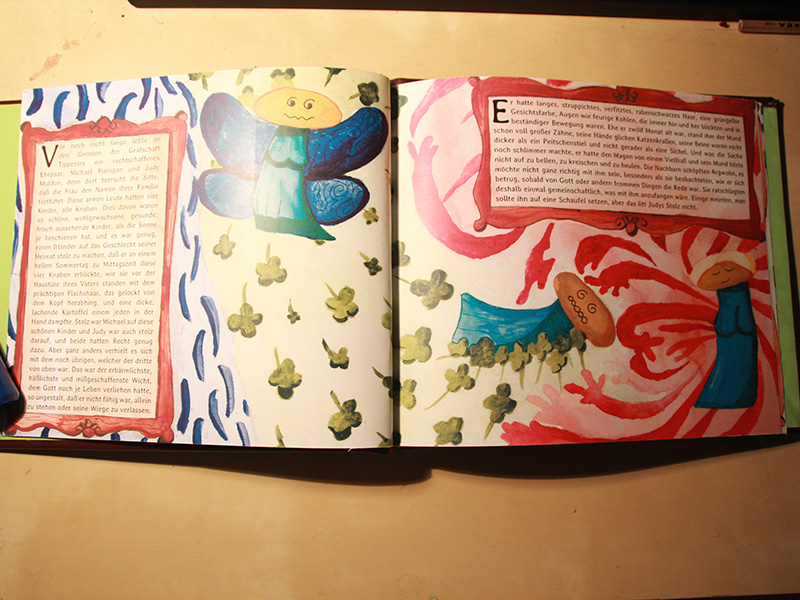 Vor noch nicht lange lebte an
den Grenzen der Grafschaft
Tipperara ein rechtschaffenes
Ehepaar, Michael Flanigan und Judy
Muldun, denn dort herrscht die Sitte,
daß die Frau den Namen ihrer Familie
fortführt. Diese armen Leute hatten vier
Kinder, alle Knaben. Drei davon waren
so schöne, wohlgewachsene, gesunde,
frisch aussehende Kinder, als die Sonne
je beschienen hat, und es war genug,
einen Irländer auf das Geschlecht seiner
Heimat stolz zu machen, daß er an einem
hellen Sommertag zu Mittagszeit diese
vier Knaben erblickte, wie sie vor der
Haustüre ihres Vaters standen mit dem
prächtigen Flachshaar, das gelockt von
dem Kopf herabhing, und eine dicke,
lachende Kartoffel einem jeden in der
Hand dampfte. Stolz war Michael auf diese
schönen Kinder und Judy war auch stolz
darauf, und beide hatten Recht genug
dazu. Aber ganz anders verhielt es sich
mit dem noch übrigen, welcher der dritte
von oben war. Das war der erbärmlichste,
häßlichste und mißgeschaffenste Wicht,
dem Gott noch je Leben verliehen hatte,
so ungestalt, daß er nicht fähig war, allein
zu stehen oder seine Wiege zu verlassen.
Er hatte langes, struppichtes, verfitztes, rabenschwarzes Haar, eine grüngelbe
Gesichtsfarbe, Augen wie feurige Kohlen, die immer hin und her blickten und in
beständiger Bewegung waren. Ehe er zwölf Monat alt war, stand ihm der Mund
schon voll großer Zähne, seine Hände glichen Katzenkrallen, seine Beine waren nicht
dicker als ein Peitschenstiel und nicht gerader als eine Sichel. Und was die Sache
noch schlimmer machte, er hatte den Magen von einem Vielfraß und sein Mund hörte
nicht auf zu bellen, zu kreischen und zu heulen. Die Nachbarn schöpften Argwohn, es
möchte nicht ganz richtig mit ihm sein, besonders als sie beobachteten, wie er sich
betrug, sobald von Gott oder andern frommen Dingen die Rede war. Sie ratschlagten
deshalb einmal gemeinschaftlich, was mit ihm anzufangen wäre. Einige meinten, man
sollte ihn auf eine Schaufel setzen, aber das litt Judys Stolz nicht.